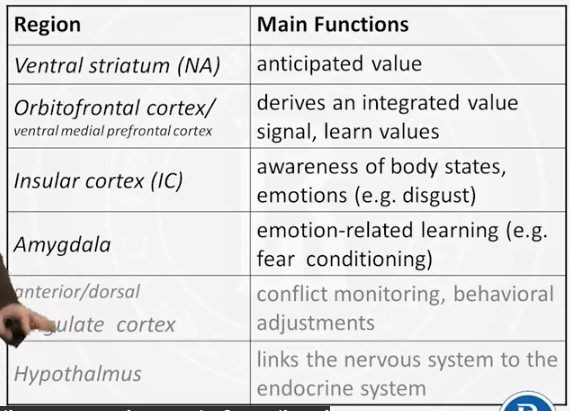 Region Main Functions
Ventral striatum (NA) anticipated value
Orbitofrontal cortex/ derives an integrated value
ventral medial prefrontal cortex signal, learn values
Insular cortex (IC) awareness of body states,
emotions (e.g. disgust)
Amygdala emotion-related learning (e.g.
fear conditioning)
anterior/dorsal conflict monitoring, behavioral
cortex adjustments
Hypothalmus links the nervous system to the
endocrine system